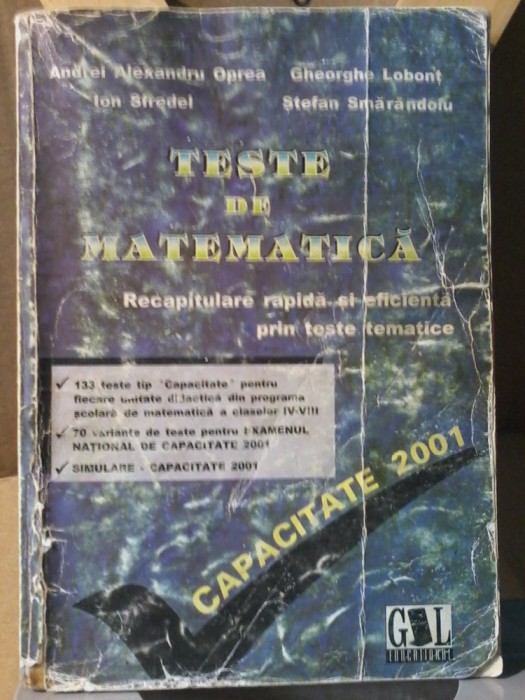 Andrei Alexandru Oprea Gheorghe Lobonț
Ion Sfredel Ștefan Smărăndoiu
TESTE
DE
MATEMATICĂ
Recapitulare rapidă și eficientă
prin teste tematice
✓ 133 teste tip "Capacitate" pentru
fiecare unitate didactică din programa
școlară de matematică a claselor IV-VIII
✓ 70 variante de teste pentru EXAMENUL
NAȚIONAL DE CAPACITATE 2001
✓ SIMULARE - CAPACITATE 2001
CAPACITATE 2001
GIL
EDUCAȚIONAL